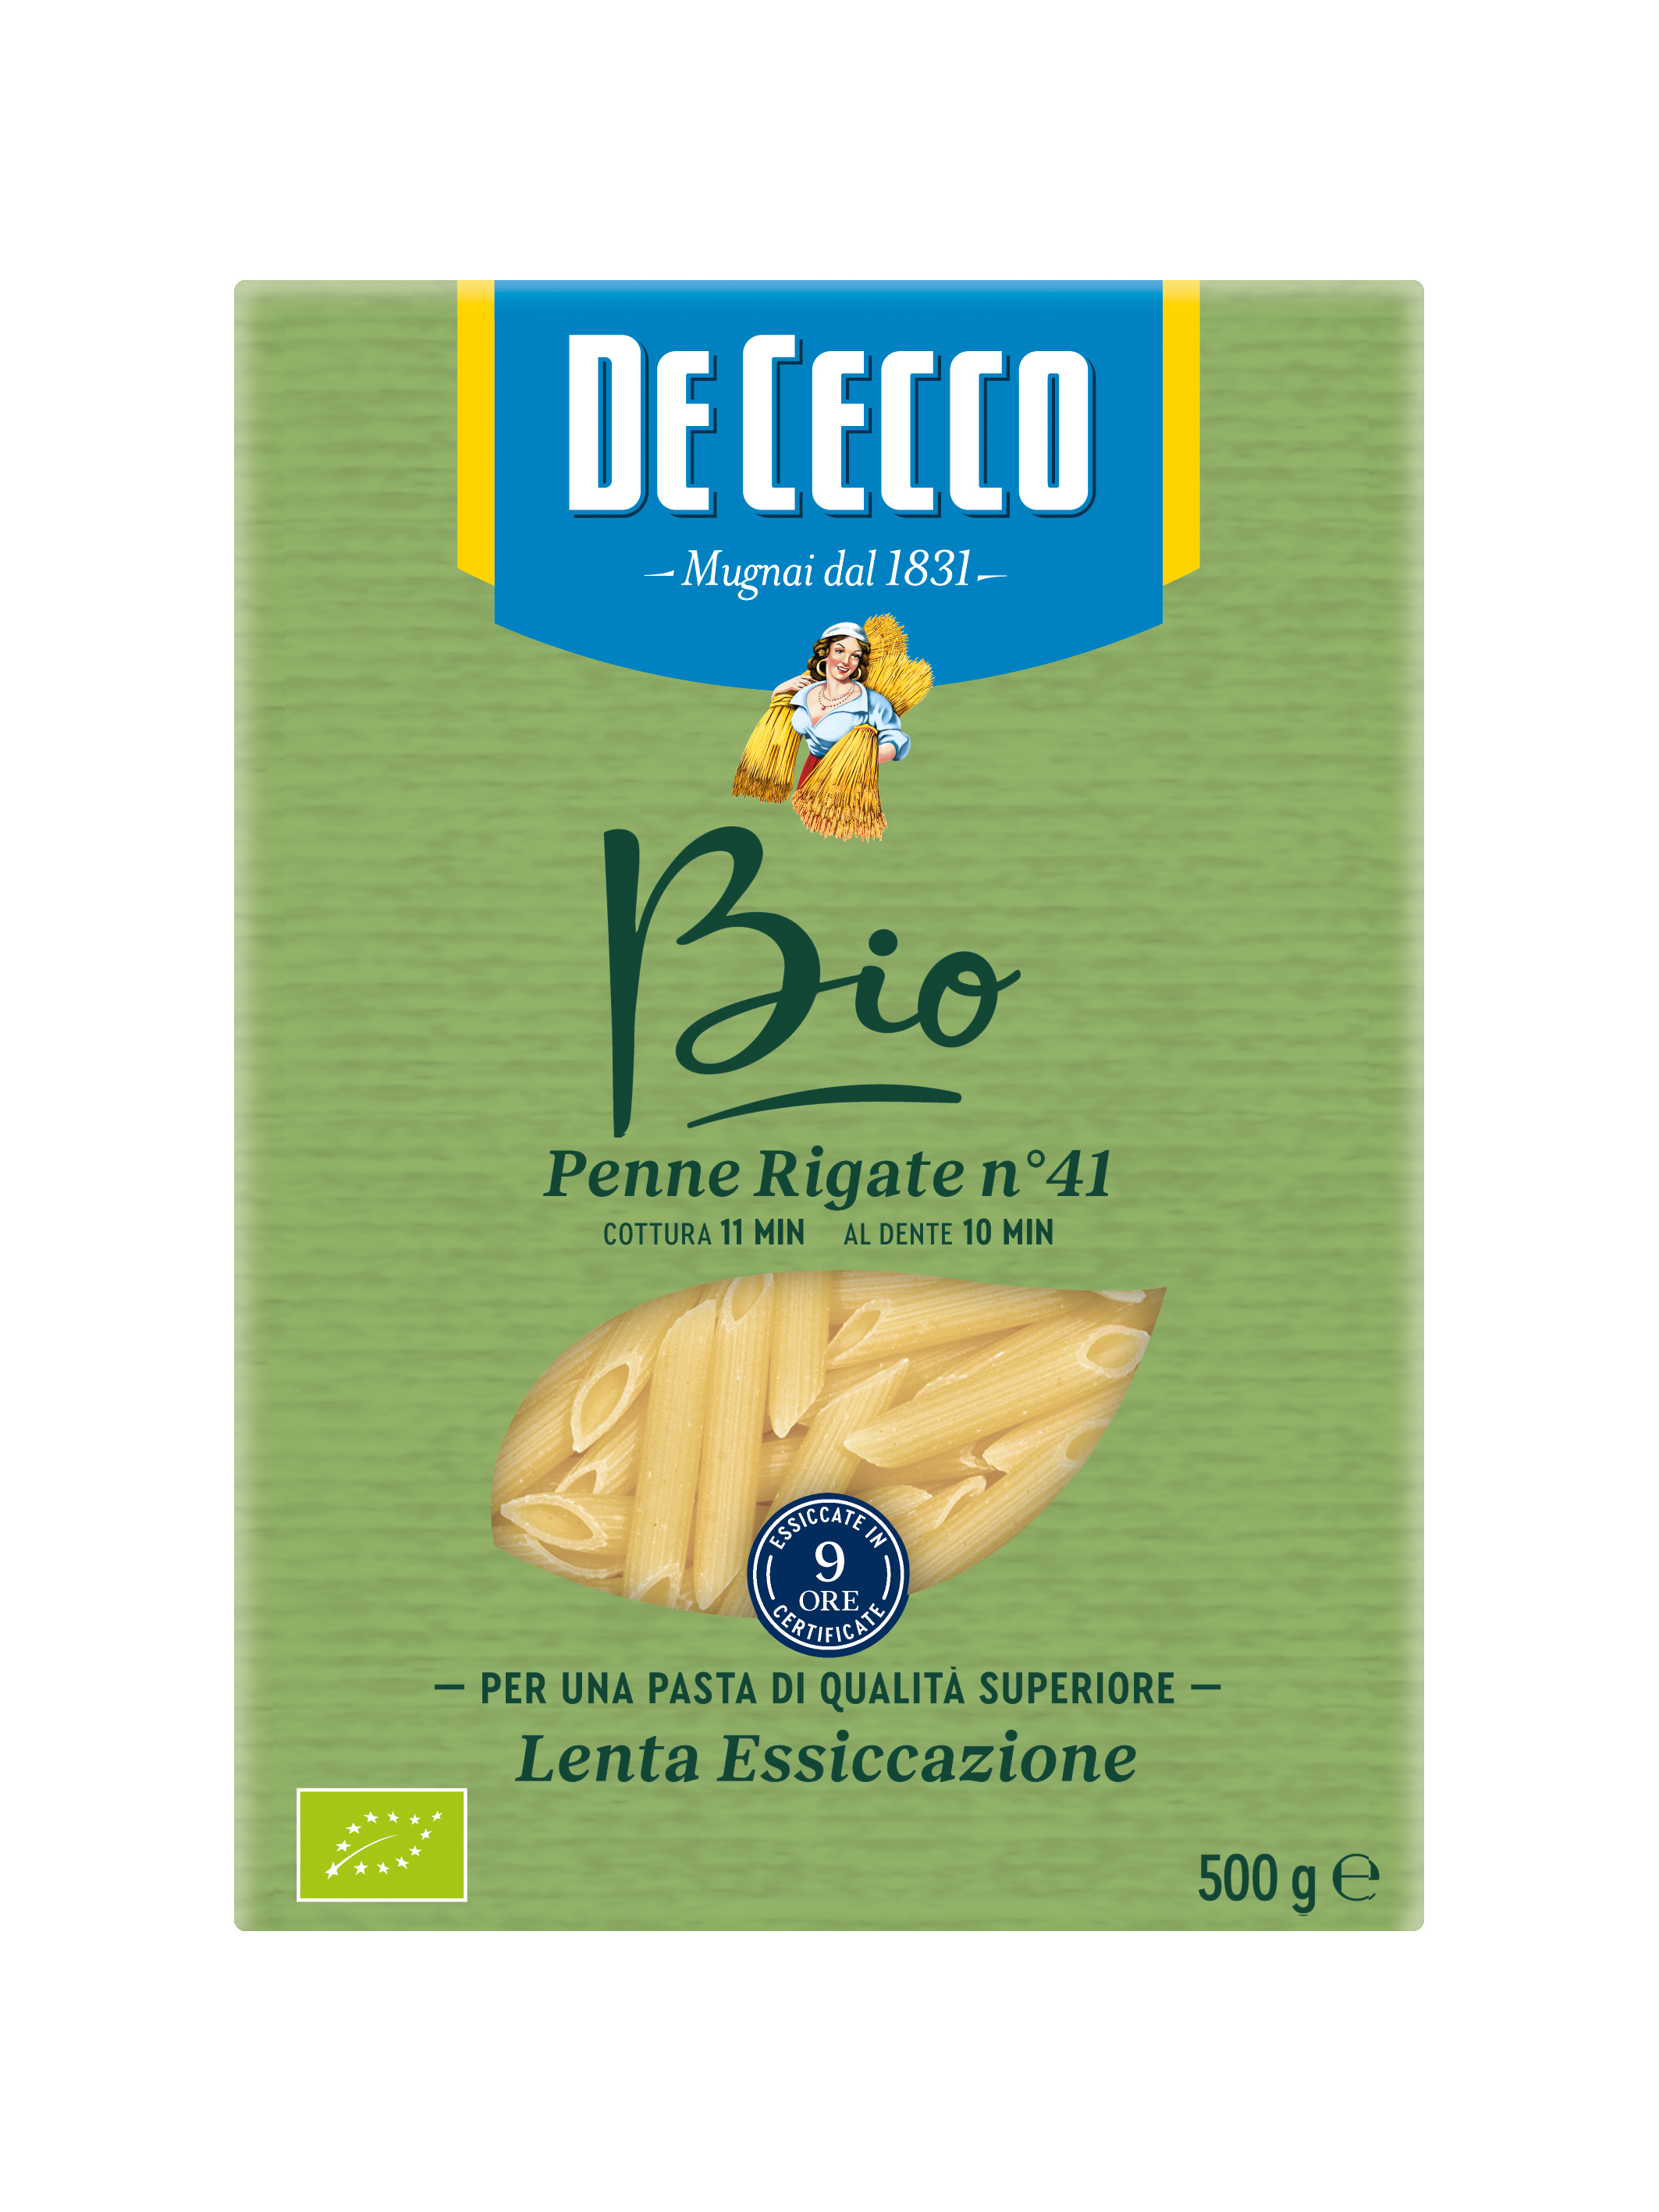 DE CECCO
Mugnai dal 1831
Bio
Penne Rigate n°41
COTTURA 11 MIN AL DENTE 10 MIN
ESSICCATE IN
9
ORE
CERTIFICATE
PER UNA PASTA DI QUALITÀ SUPERIORE
Lenta Essiccazione
500 g ℮